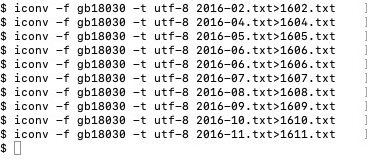 $ iconv -f gb18030 -t utf-8 2016-02.txt>1602.txt ]
$ iconv -f gb18030 -t utf-8 2016-04.txt>1604.txt ]
$ iconv -f gb18030 -t utf-8 2016-05.txt>1605.txt ]
$ iconv -f gb18030 -t utf-8 2016-06.txt>1606.txt ]
$ iconv -f gb18030 -t utf-8 2016-06.txt>1606.txt ]
$ iconv -f gb18030 -t utf-8 2016-07.txt>1607.txt ]
$ iconv -f gb18030 -t utf-8 2016-08.txt>1608.txt ]
$ iconv -f gb18030 -t utf-8 2016-09.txt>1609.txt ]
$ iconv -f gb18030 -t utf-8 2016-10.txt>1610.txt ]
$ iconv -f gb18030 -t utf-8 2016-11.txt>1611.txt ]
$